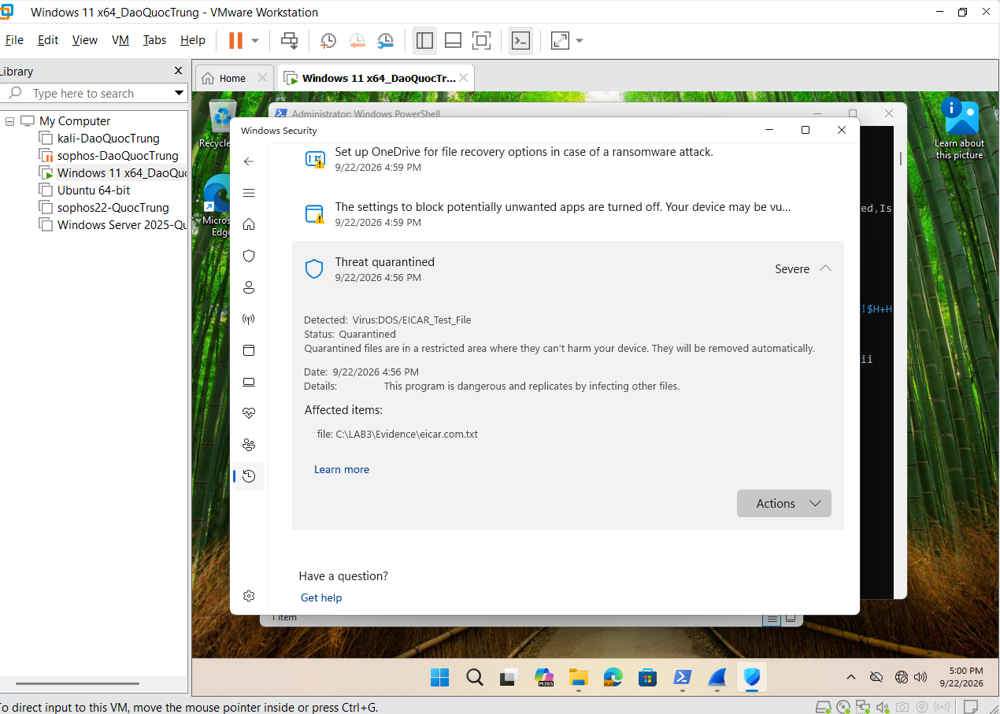 Windows 11 x64_DaoQuocTrung - VMware Workstation
File Edit View VM Tabs Help
Library
Type here to search
Home
Windows 11 x64_DaoQuocTr...
My Computer
kali-DaoQuocTrung
sophos-DaoQuocTrung
Windows 11 x64_DaoQuo
Ubuntu 64-bit
sophos22-QuocTrung
Windows Server 2025-Qu
Recycle
Micros
Edge
Learn about
this picture
Administrator: Windows PowerShell
ed,Is
!$H+H
ii
Windows Security
Set up OneDrive for file recovery options in case of a ransomware attack.
9/22/2026 4:59 PM
The settings to block potentially unwanted apps are turned off. Your device may be vu...
9/22/2026 4:59 PM
Threat quarantined
9/22/2026 4:56 PM
Severe
Detected: Virus:DOS/EICAR_Test_File
Status: Quarantined
Quarantined files are in a restricted area where they can't harm your device. They will be removed automatically.
Date: 9/22/2026 4:56 PM
Details: This program is dangerous and replicates by infecting other files.
Affected items:
file: C:\LAB3\Evidence\eicar.com.txt
Learn more
Actions
Have a question?
Get help
1 item
M365
5:00 PM
9/22/2026
To direct input to this VM, move the mouse pointer inside or press Ctrl+G.